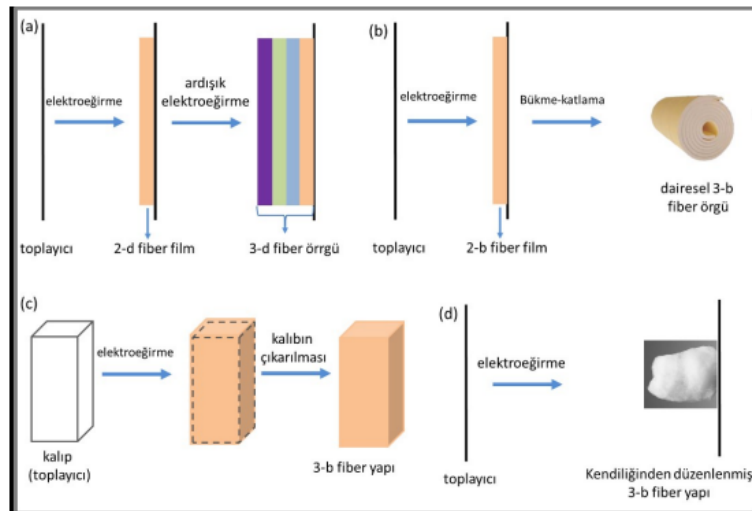 (a)
elektroeğirme
ardışık
elektroeğirme
toplayıcı
2-d fiber film
3-d fiber örrgü
(b)
elektroeğirme
Bükme-katlama
dairesel 3-b
fiber örgü
toplayıcı
2-b fiber film
(c)
elektroeğirme
kalıbın
çıkarılması
kalıp
(toplayıcı)
3-b fiber yapı
(d)
elektroeğirme
toplayıcı
Kendiliğinden düzenlenmiş
3-b fiber yapı